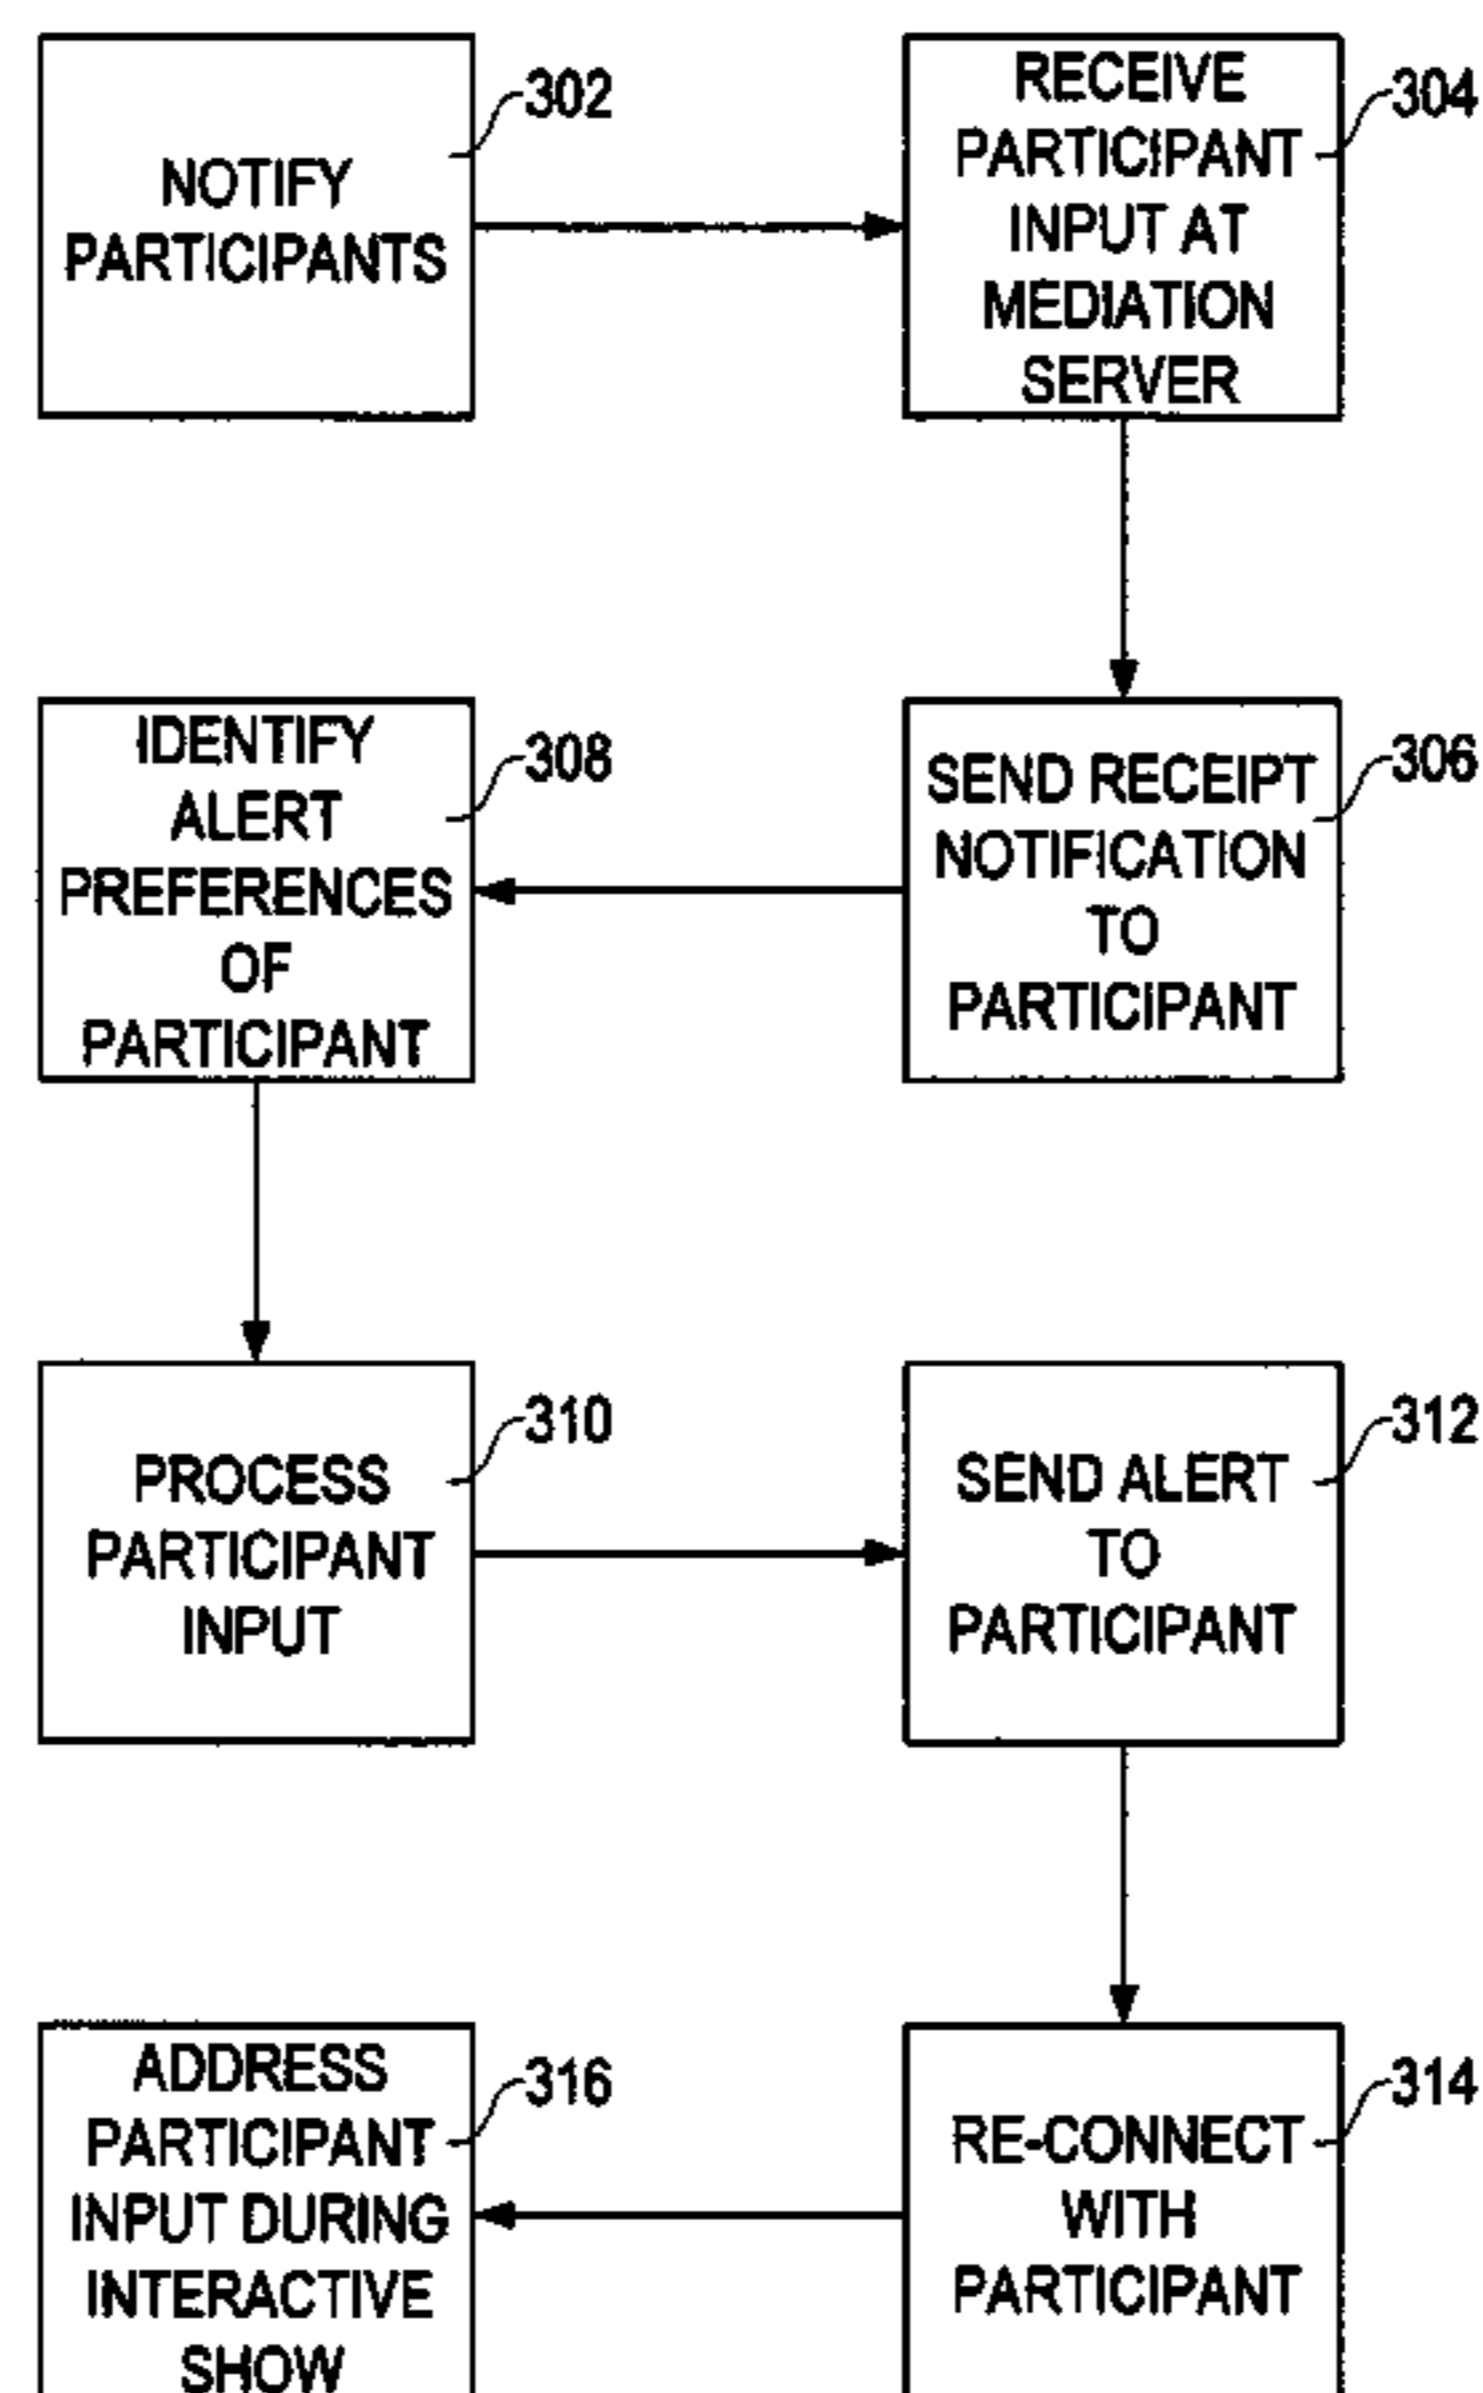 NOTIFY
PARTICIPANTS
302
RECEIVE
PARTICIPANT
INPUT AT
MEDIATION
SERVER
304
IDENTIFY
ALERT
PREFERENCES
OF
PARTICIPANT
308
SEND RECEIPT
NOTIFICATION
TO
PARTICIPANT
306
PROCESS
PARTICIPANT
INPUT
310
SEND ALERT
TO
PARTICIPANT
312
ADDRESS
PARTICIPANT
INPUT DURING
INTERACTIVE
SHOW
316
RE-CONNECT
WITH
PARTICIPANT
314